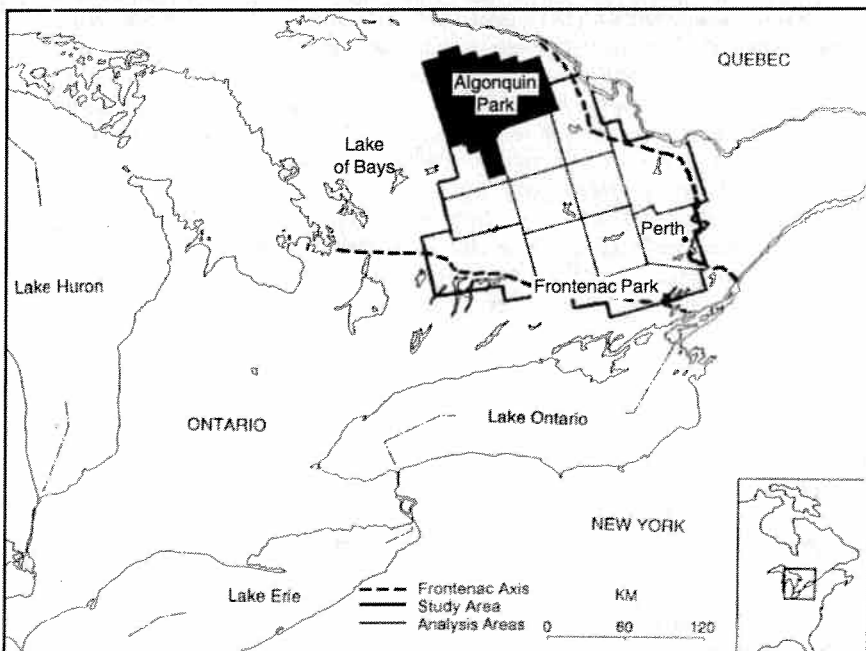 QUEBEC
Algonquin
Park
Lake
of Bays
Perth
Lake Huron
Frontenac Park
Lake Ontario
ONTARIO
NEW YORK
Lake Erie
Frontenac Axis
Study Area
Analysis Areas
KM
0 60 120